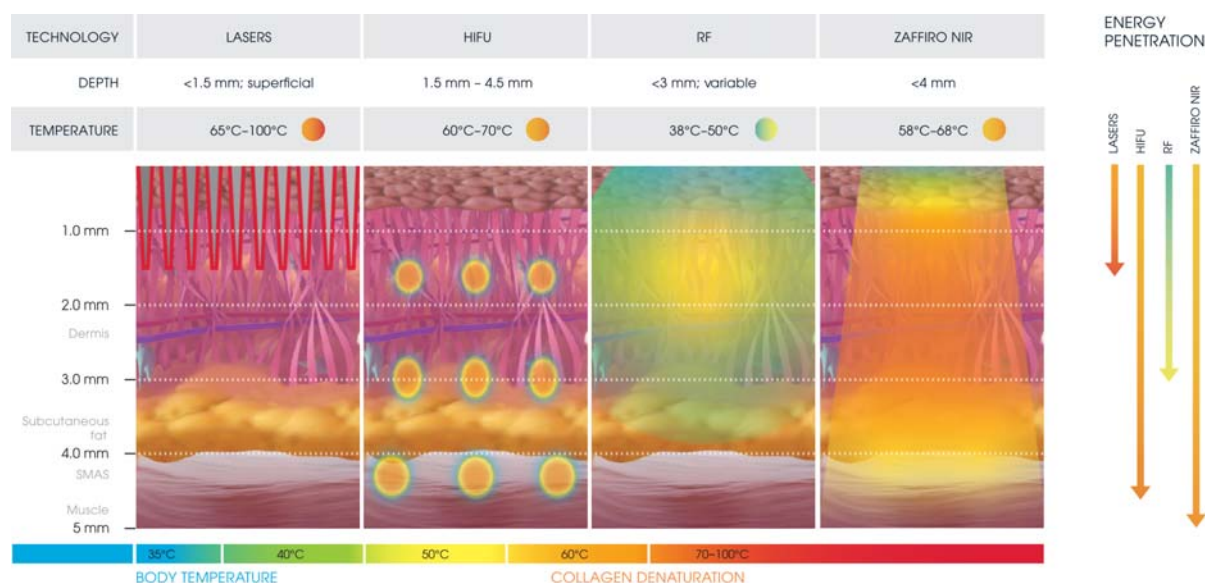 TECHNOLOGY LASERS HIFU RF ZAFFIRO NIR
DEPTH <1.5 mm; superficial 1.5 mm – 4.5 mm <3 mm; variable <4 mm
TEMPERATURE 65°C–100°C 60°C–70°C 38°C–50°C 58°C–68°C
1.0 mm
2.0 mm
Dermis
3.0 mm
Subcutaneous
fat
4.0 mm
SMAS
Muscle
5 mm
35°C 40°C 50°C 60°C 70–100°C
BODY TEMPERATURE COLLAGEN DENATURATION
ENERGY
PENETRATION
LASERS
HIFU
RF
ZAFFIRO NIR